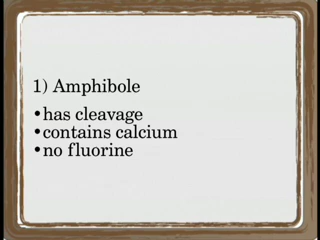 1) Amphibole
•has cleavage
•contains calcium
•no fluorine